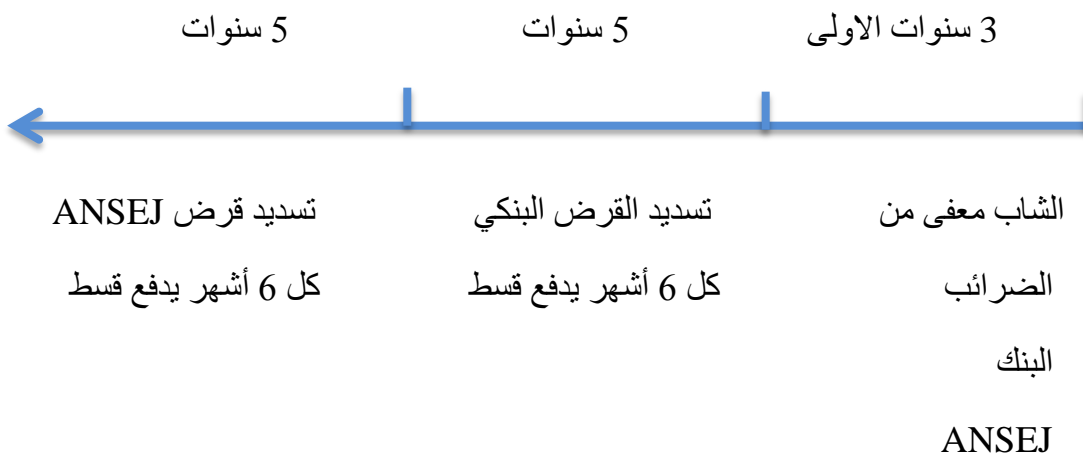 3 سنوات الاولى
5 سنوات
5 سنوات
الشاب معفى من
الضرائب
البنك
ANSEJ
تسديد القرض البنكي
كل 6 أشهر يدفع قسط
تسديد قرض ANSEJ
كل 6 أشهر يدفع قسط